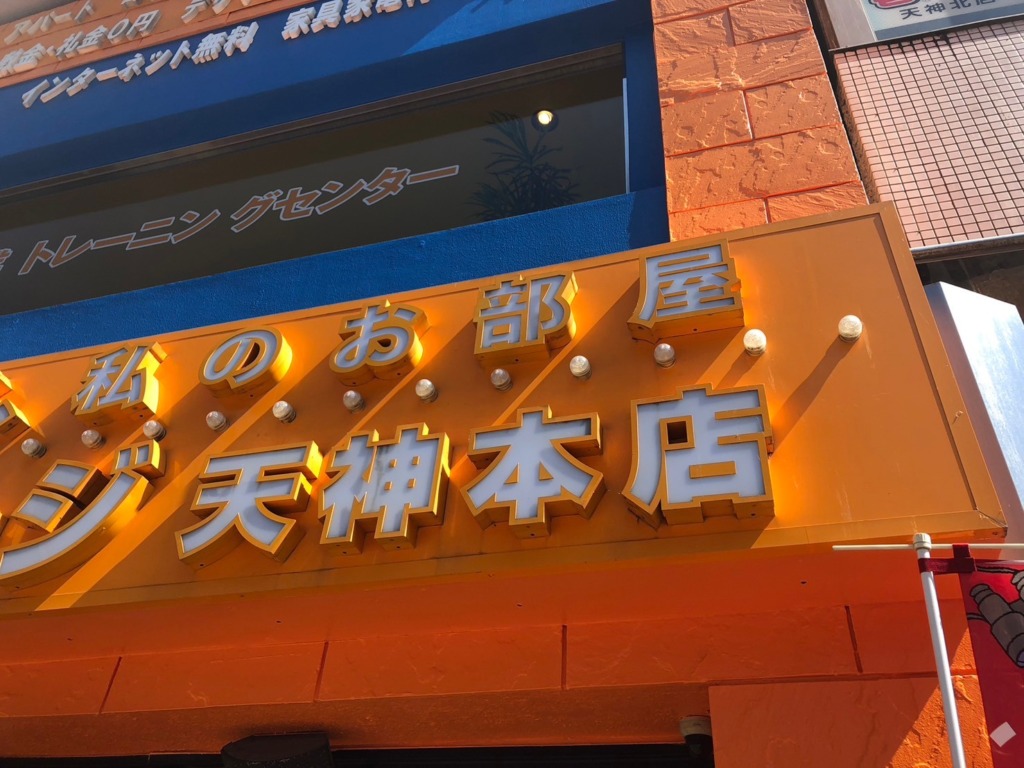 アパート
敷金・礼金0円 デザ
インターネット無料 家具家電
トレーニングセンター
私のお部屋
ジ天神本店
天神北店